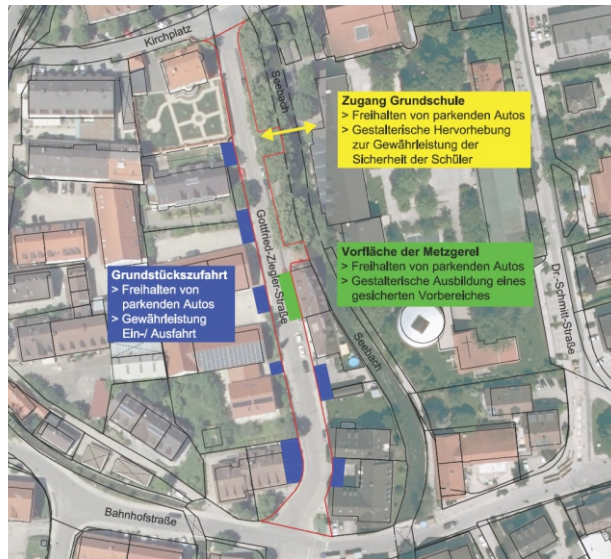 Kirchplatz
Seebach
Zugang Grundschule
> Freihalten von parkenden Autos
> Gestalterische Hervorhebung
zur Gewährleistung der
Sicherheit der Schüler
Gottfried-Ziegler-Straße
Vorfläche der Metzgerei
> Freihalten von parkenden Autos
> Gestalterische Ausbildung eines
gesicherten Vorbereiches
Grundstückszufahrt
> Freihalten von
parkenden Autos
> Gewährleistung
Ein-/ Ausfahrt
Dr.-Schmitt-Straße
Seebach
Bahnhofstraße